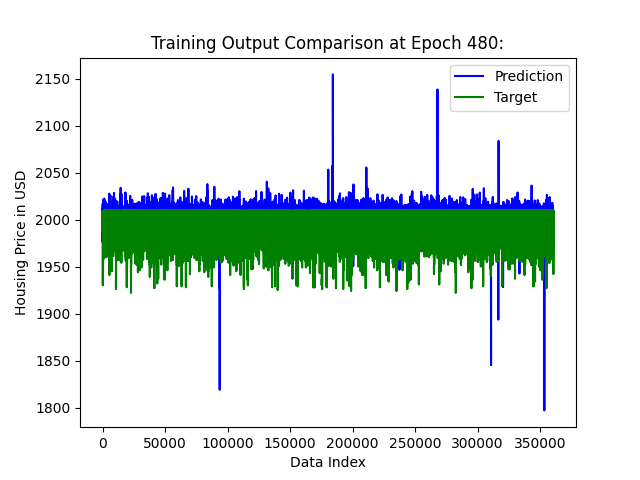 Training Output Comparison at Epoch 480:
Prediction
Target
Housing Price in USD
2150
2100
2050
2000
1950
1900
1850
1800
0 50000 100000 150000 200000 250000 300000 350000
Data Index